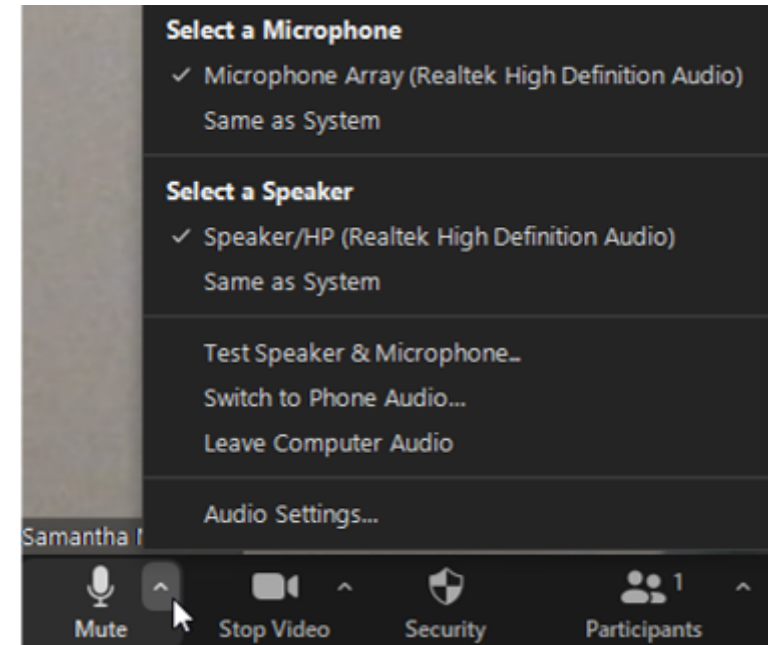 Select a Microphone
✓ Microphone Array (Realtek High Definition Audio)
Same as System
Select a Speaker
✓ Speaker/HP (Realtek High Definition Audio)
Same as System
Test Speaker & Microphone...
Switch to Phone Audio...
Leave Computer Audio
Audio Settings...
Samantha
Mute
Stop Video
Security
Participants
1